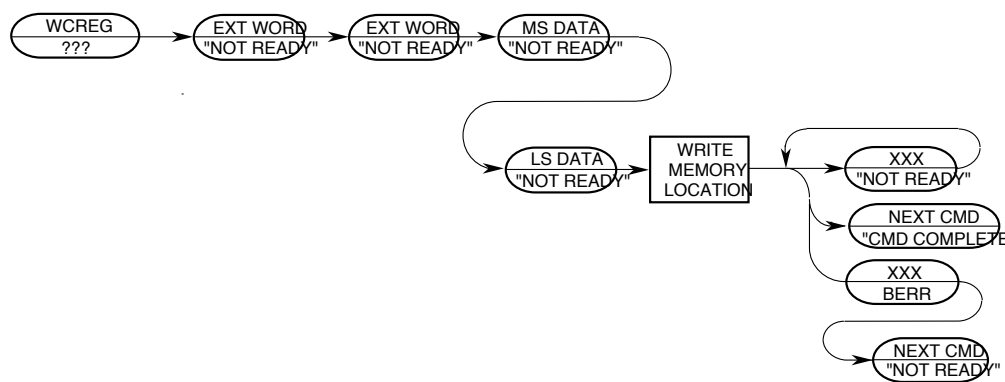 WCREG
???
EXT WORD
"NOT READY"
EXT WORD
"NOT READY"
MS DATA
"NOT READY"
LS DATA
"NOT READY"
WRITE
MEMORY
LOCATION
XXX
"NOT READY"
NEXT CMD
"CMD COMPLETE
XXX
BERR
NEXT CMD
"NOT READY"